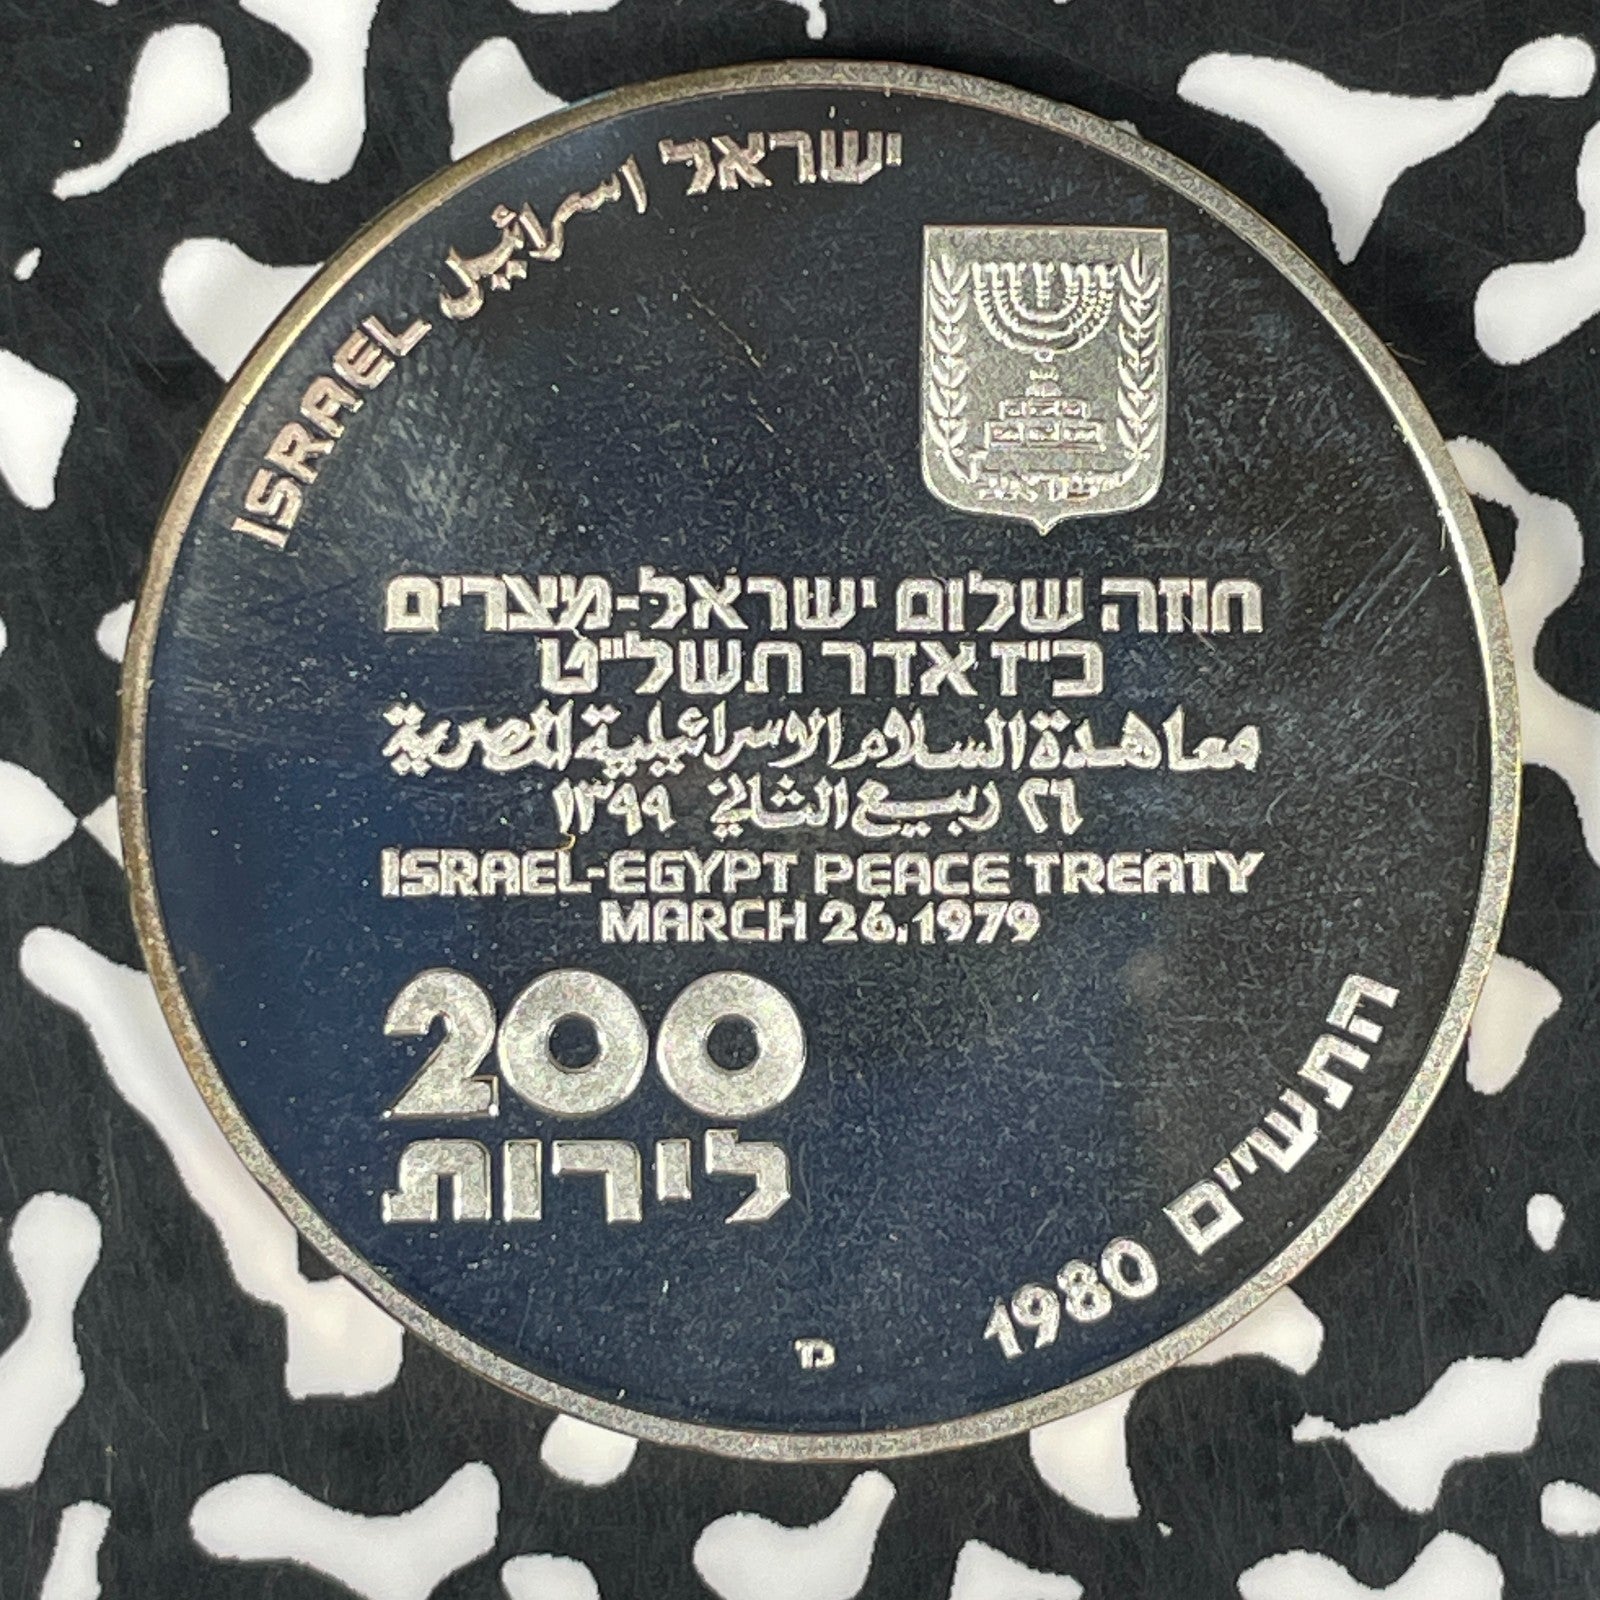 ישראל
اسرائيل
ISRAEL
ישראל
חוזה שלום ישראל-מצרים
כ"ז אדר תשל"ט
معاهدة السلام الاسرائيلية المصرية
٢٦ ربيع الثاني ١٣٩٩
ISRAEL-EGYPT PEACE TREATY
MARCH 26.1979
200
לירות
התש"ם
1980
מ